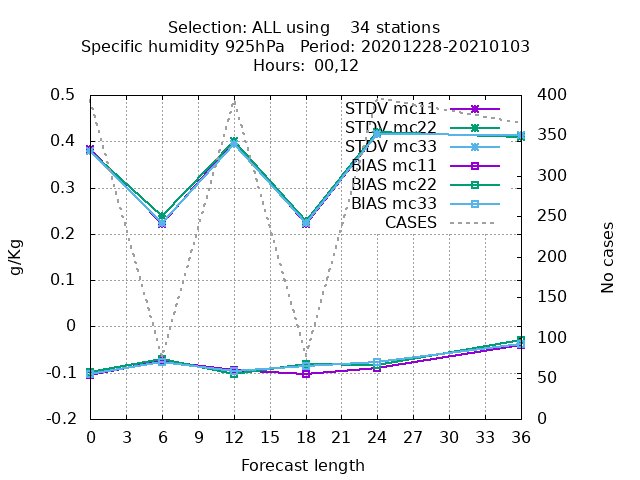 Selection: ALL using    34 stations
Specific humidity 925hPa   Period: 20201228-20210103
Hours:  00,12
0.5
0.4
0.3
0.2
0.1
0
-0.1
-0.2
g/Kg
STDV mc11
STDV mc22
STDV mc33
BIAS mc11
BIAS mc22
BIAS mc33
CASES
400
350
300
250
200
150
100
50
0
No cases
0 3 6 9 12 15 18 21 24 27 30 33 36
Forecast length